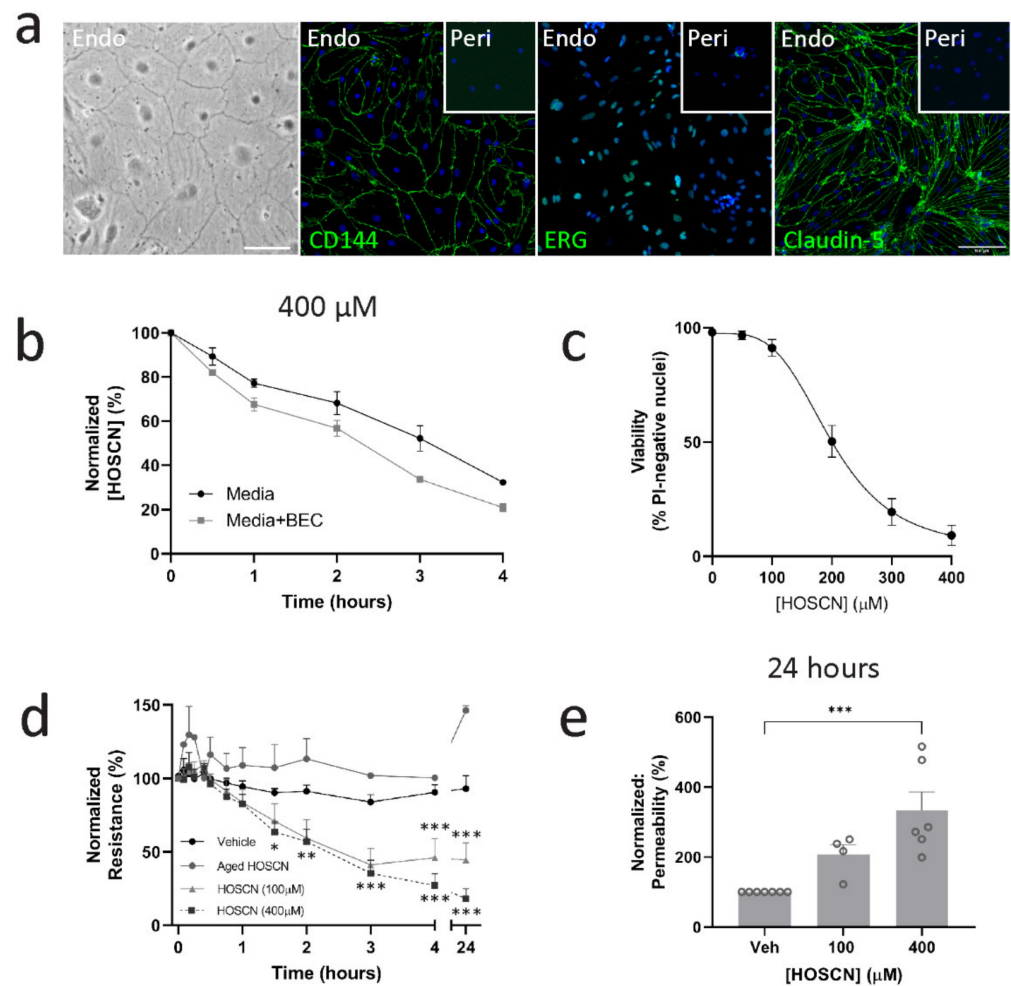 a
Endo
Endo
Peri
Endo
Peri
Endo
Peri
CD144
ERG
Claudin-5
400 µM
b
100
80
60
40
20
0
Normalized
[HOSCN] (%)
Media
Media+BEC
0
1
2
3
4
Time (hours)
c
100
50
0
Viability
(% PI-negative nuclei)
0
100
200
300
400
[HOSCN] (µM)
d
150
100
50
0
Normalized
Resistance (%)
Vehicle
Aged HOSCN
HOSCN (100µM)
HOSCN (400µM)
*
**
***
***
***
***
***
0
1
2
3
4
24
Time (hours)
24 hours
e
600
400
200
0
Normalized:
Permeability (%)
***
Veh
100
400
[HOSCN] (µM)